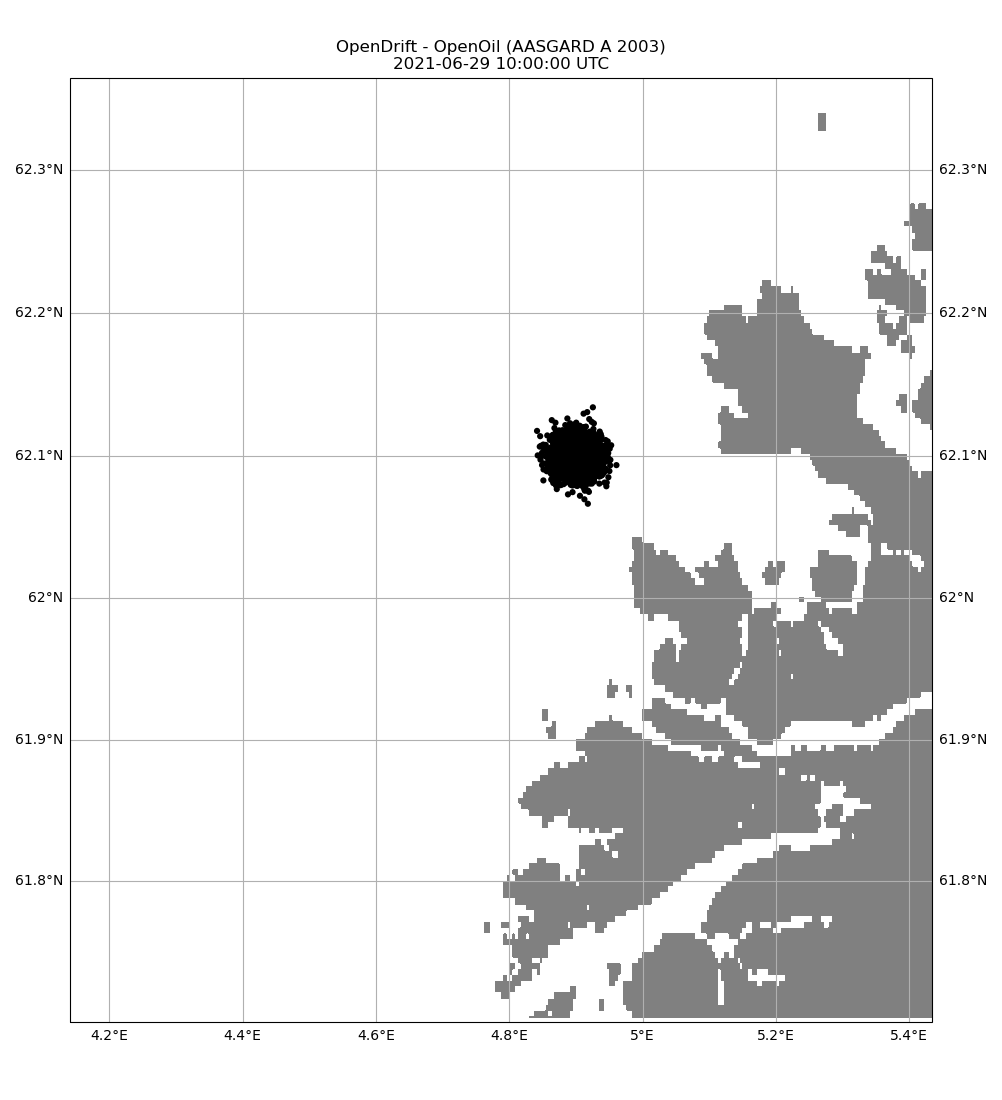 OpenDrift - OpenOil (AASGARD A 2003)
2021-06-29 10:00:00 UTC
62.3°N 62.3°N
62.2°N 62.2°N
62.1°N 62.1°N
62°N 62°N
61.9°N 61.9°N
61.8°N 61.8°N
4.2°E 4.4°E 4.6°E 4.8°E 5°E 5.2°E 5.4°E